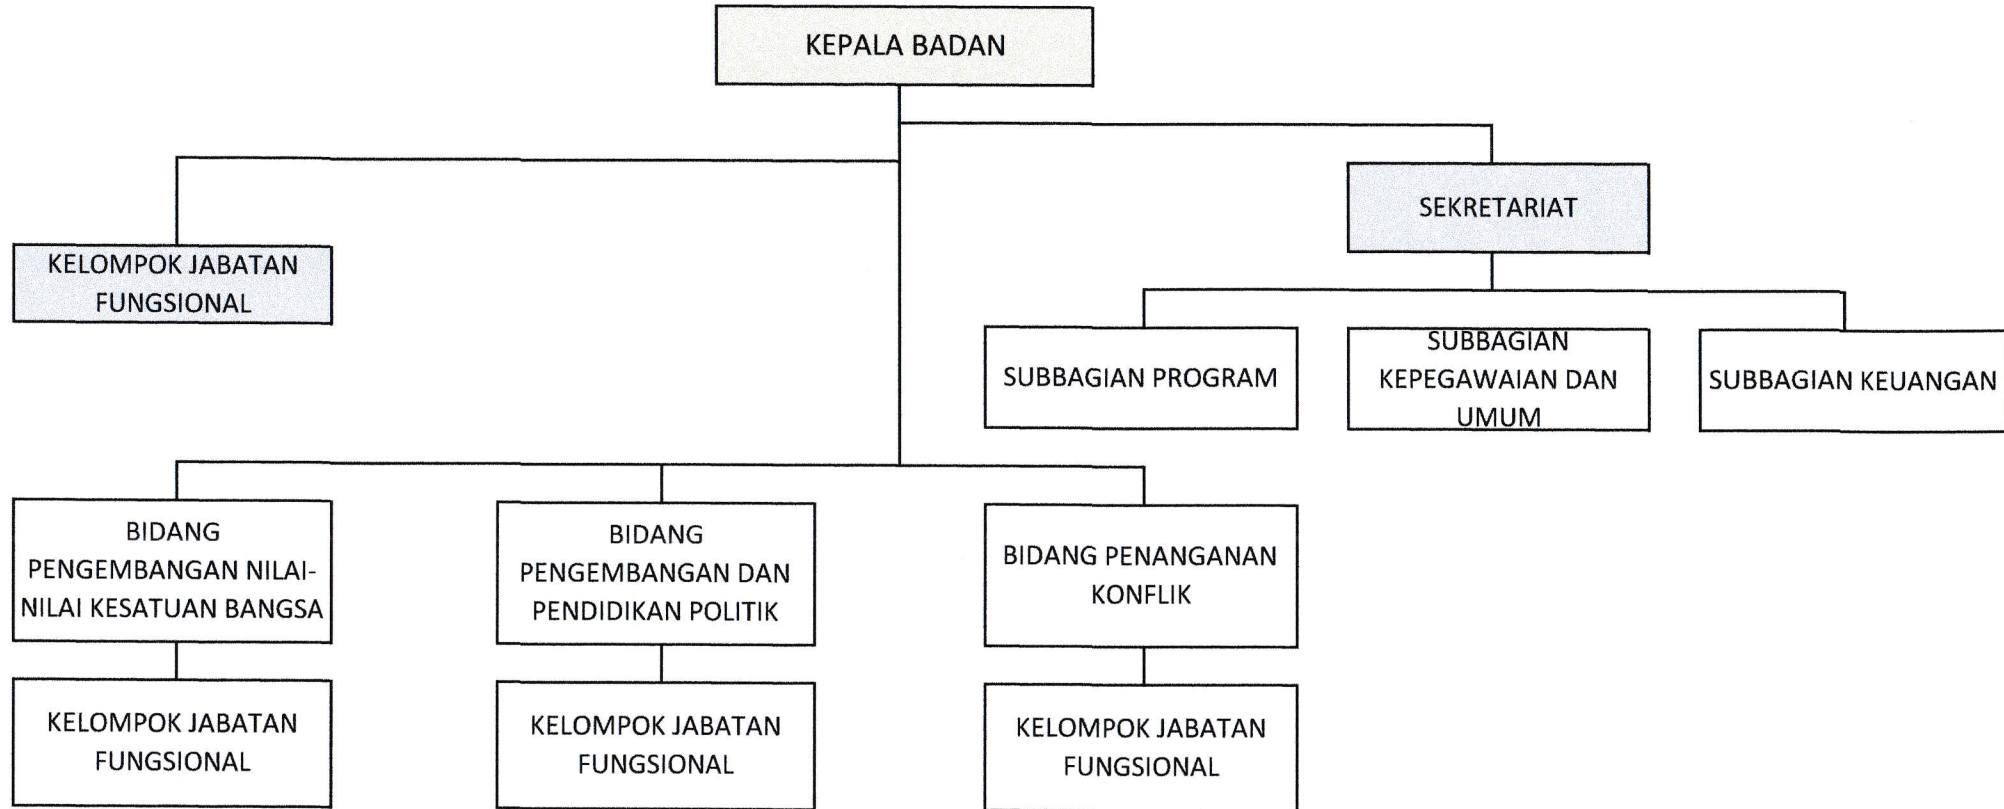 KEPALA BADAN
SEKRETARIAT
KELOMPOK JABATAN
FUNGSIONAL
SUBBAGIAN PROGRAM
SUBBAGIAN
KEPEGAWAIAN DAN
UMUM
SUBBAGIAN KEUANGAN
BIDANG
PENGEMBANGAN NILAI-
NILAI KESATUAN BANGSA
BIDANG
PENGEMBANGAN DAN
PENDIDIKAN POLITIK
BIDANG PENANGANAN
KONFLIK
KELOMPOK JABATAN
FUNGSIONAL
KELOMPOK JABATAN
FUNGSIONAL
KELOMPOK JABATAN
FUNGSIONAL